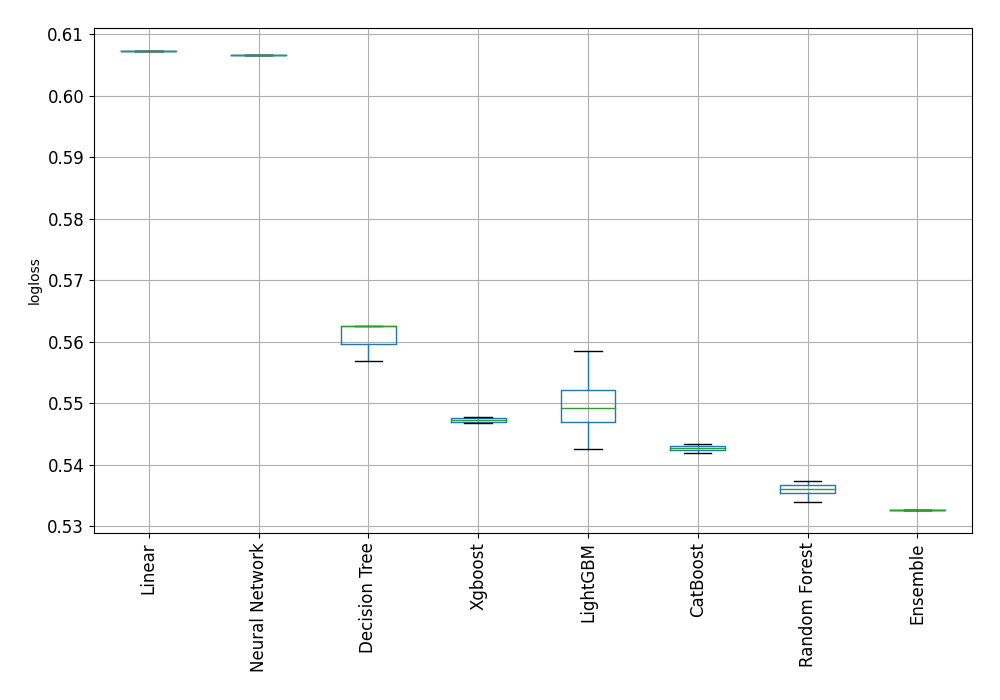 0.61
0.60
0.59
0.58
0.57
0.56
0.55
0.54
0.53
logloss
Linear
Neural Network
Decision Tree
Xgboost
LightGBM
CatBoost
Random Forest
Ensemble